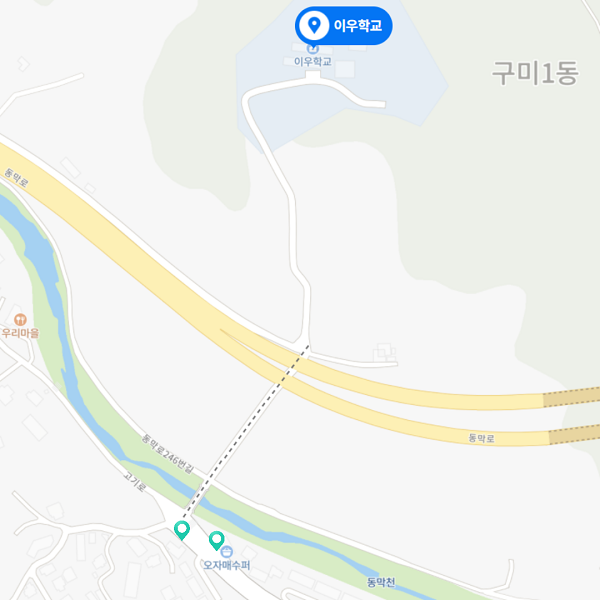 이우학교
이우학교
구미1동
동막로
우리마을
동막로
동막로246번길
고기로
오자매수퍼
동막천